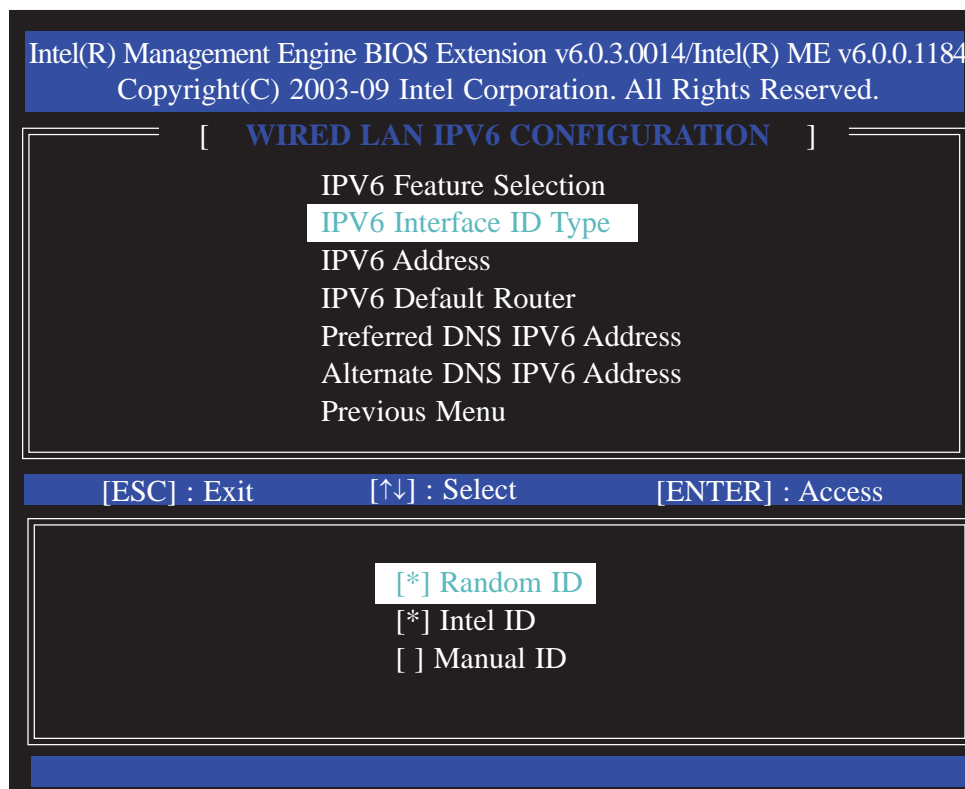 Intel(R) Management Engine BIOS Extension v6.0.3.0014/Intel(R) ME v6.0.0.1184
Copyright(C) 2003-09 Intel Corporation. All Rights Reserved.
[ WIRED LAN IPV6 CONFIGURATION ]
IPV6 Feature Selection
IPV6 Interface ID Type
IPV6 Address
IPV6 Default Router
Preferred DNS IPV6 Address
Alternate DNS IPV6 Address
Previous Menu
[ESC] : Exit [↑↓] : Select [ENTER] : Access
[*] Random ID
[*] Intel ID
[ ] Manual ID